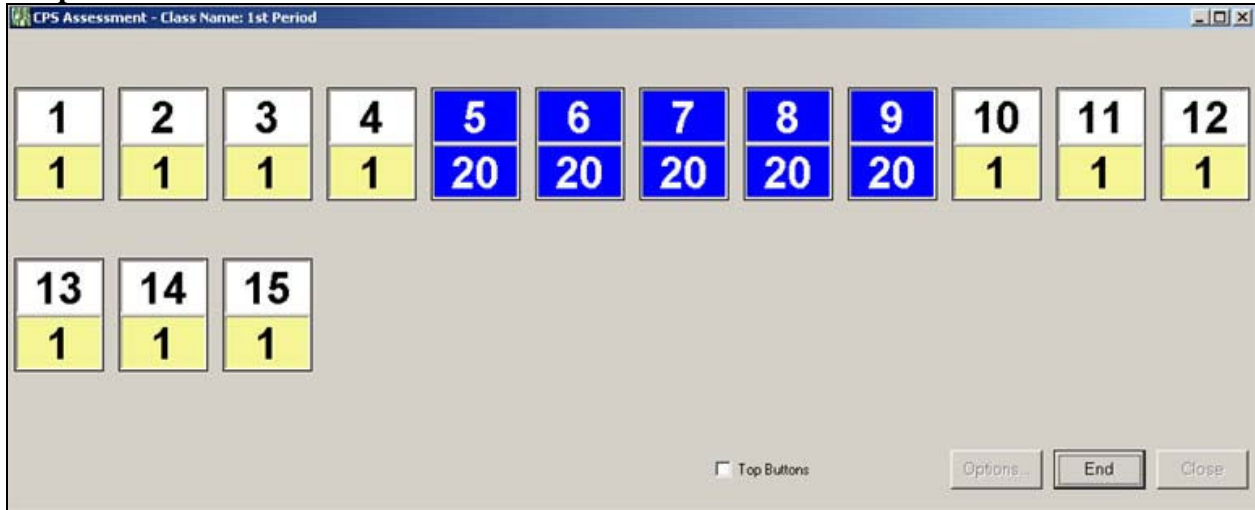 CPS Assessment - Class Name: 1st Period
1 2 3 4 5 6 7 8 9 10 11 12
1 1 1 1 20 20 20 20 20 1 1 1
13 14 15
1 1 1
Top Buttons
Options... End Close